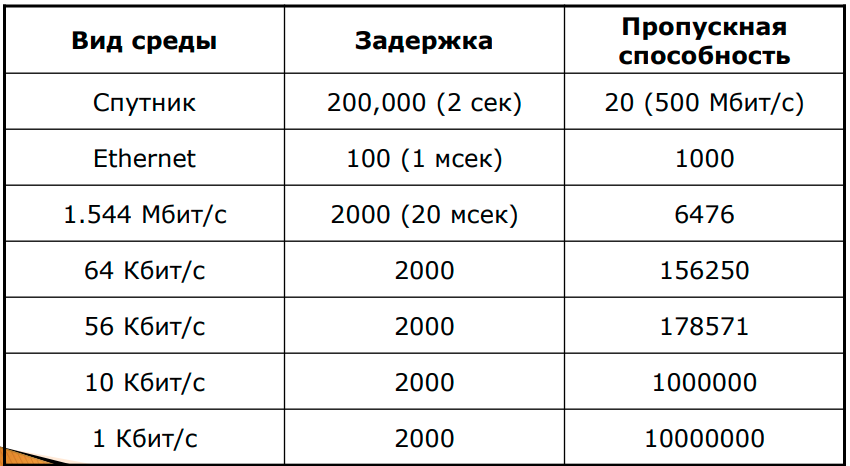 Вид среды Задержка Пропускная способность
Спутник 200,000 (2 сек) 20 (500 Мбит/с)
Ethernet 100 (1 мсек) 1000
1.544 Мбит/с 2000 (20 мсек) 6476
64 Кбит/с 2000 156250
56 Кбит/с 2000 178571
10 Кбит/с 2000 1000000
1 Кбит/с 2000 10000000